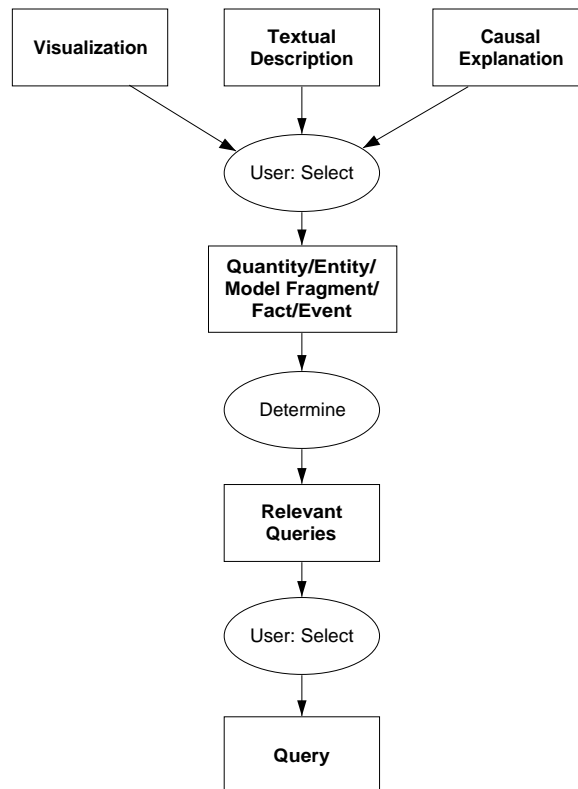 Visualization
Textual
Description
Causal
Explanation
User: Select
Quantity/Entity/
Model Fragment/
Fact/Event
Determine
Relevant
Queries
User: Select
Query